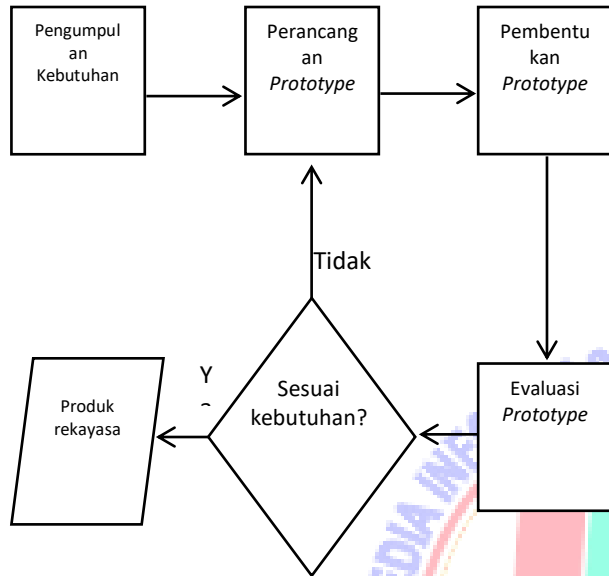 Pengumpul
an
Kebutuhan
Perancang
an
Prototype
Pembentu
kan
Prototype
Tidak
Y
Sesuai
kebutuhan?
Produk
rekayasa
Evaluasi
Prototype